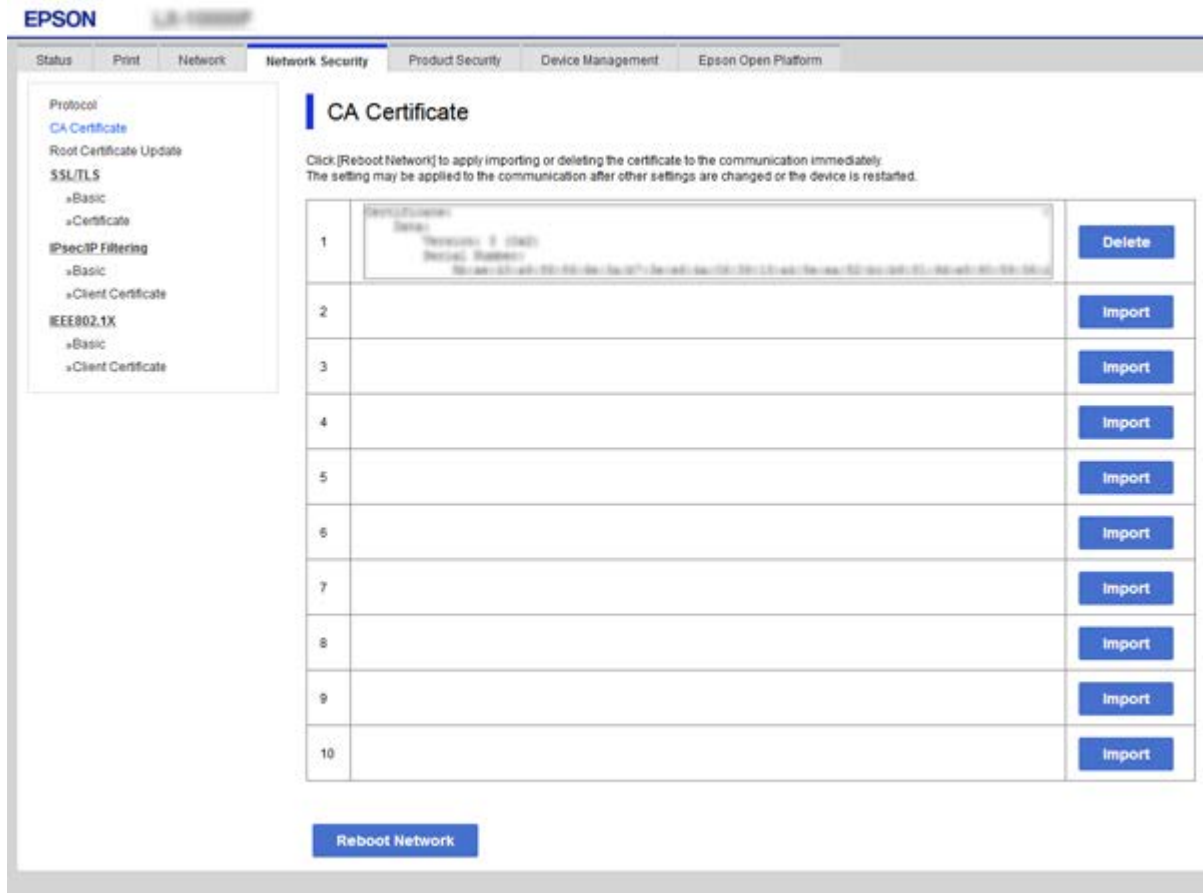 EPSON
Status Print Network Network Security Product Security Device Management Epson Open Platform
Protocol
CA Certificate
Root Certificate Update
SSL/TLS
»Basic
»Certificate
IPsec/IP Filtering
»Basic
»Client Certificate
IEEE802.1X
»Basic
»Client Certificate
CA Certificate
Click [Reboot Network] to apply importing or deleting the certificate to the communication immediately.
The setting may be applied to the communication after other settings are changed or the device is restarted.
Certificate:
Data:
1 Delete
Serial Number:
2 Import
3 Import
4 Import
5 Import
6 Import
7 Import
8 Import
9 Import
10 Import
Reboot Network